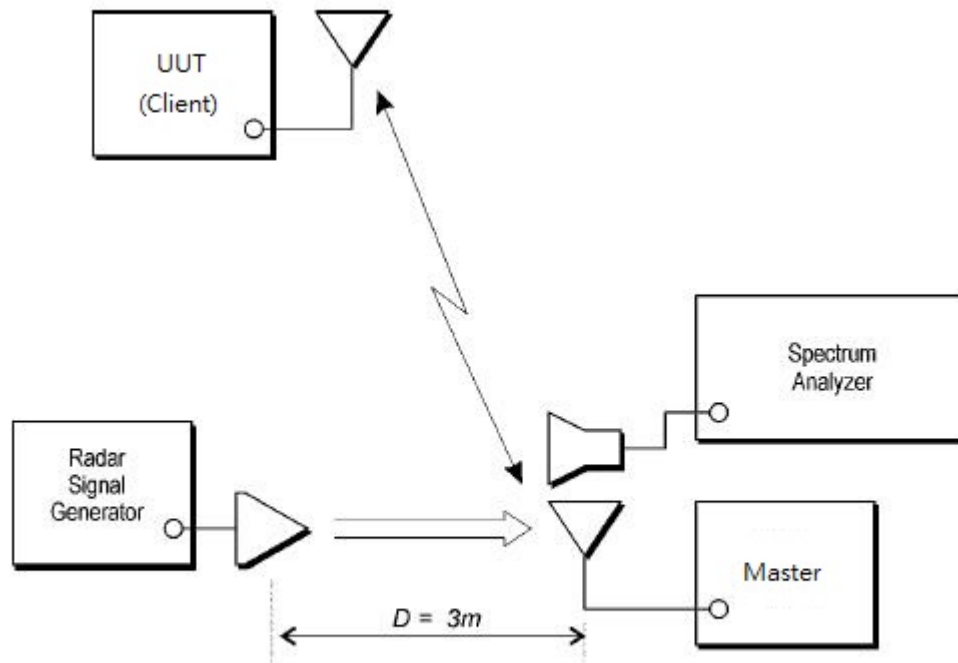 UUT
(Client)
Spectrum
Analyzer
Radar
Signal
Generator
Master
D = 3m